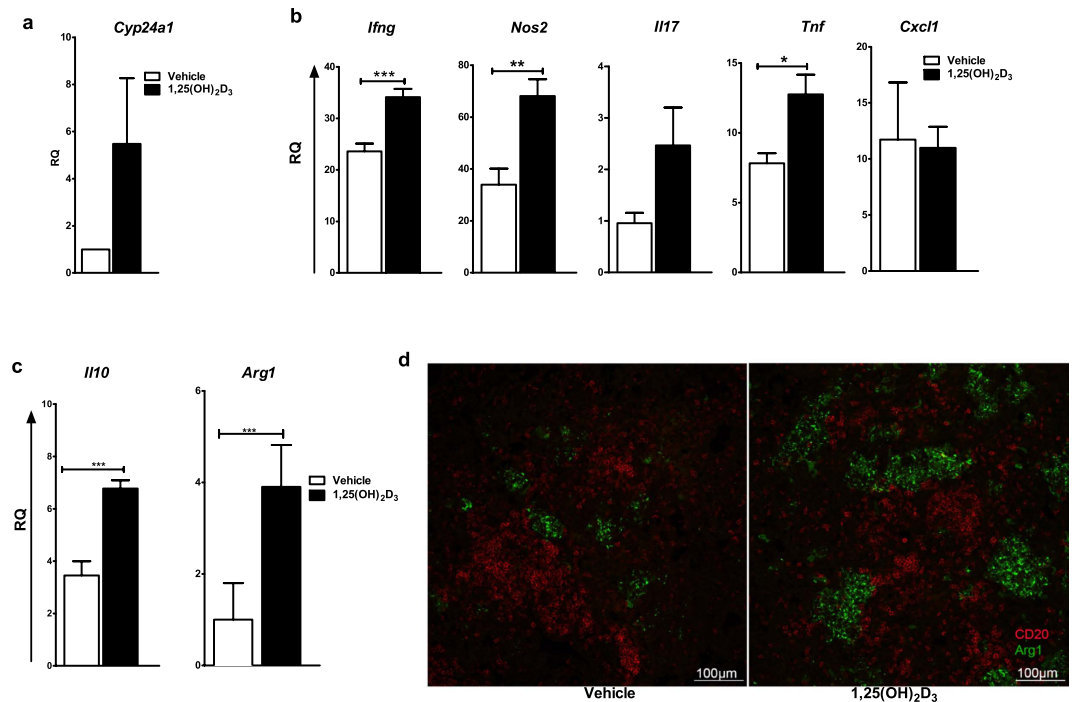 a
Cyp24a1
10
8
6
4
2
0
RQ
Vehicle
1,25(OH)₂D₃
b
Ifng
Nos2
Il17
Tnf
Cxcl1
RQ
40
30
20
10
0
***
80
60
40
20
0
**
4
3
2
1
0
15
10
5
0
*
20
15
10
5
0
Vehicle
1,25(OH)₂D₃
c
Il10
Arg1
RQ
10
8
6
4
2
0
***
6
4
2
0
***
Vehicle
1,25(OH)₂D₃
d
CD20
Arg1
100µm
100µm
Vehicle
1,25(OH)₂D₃